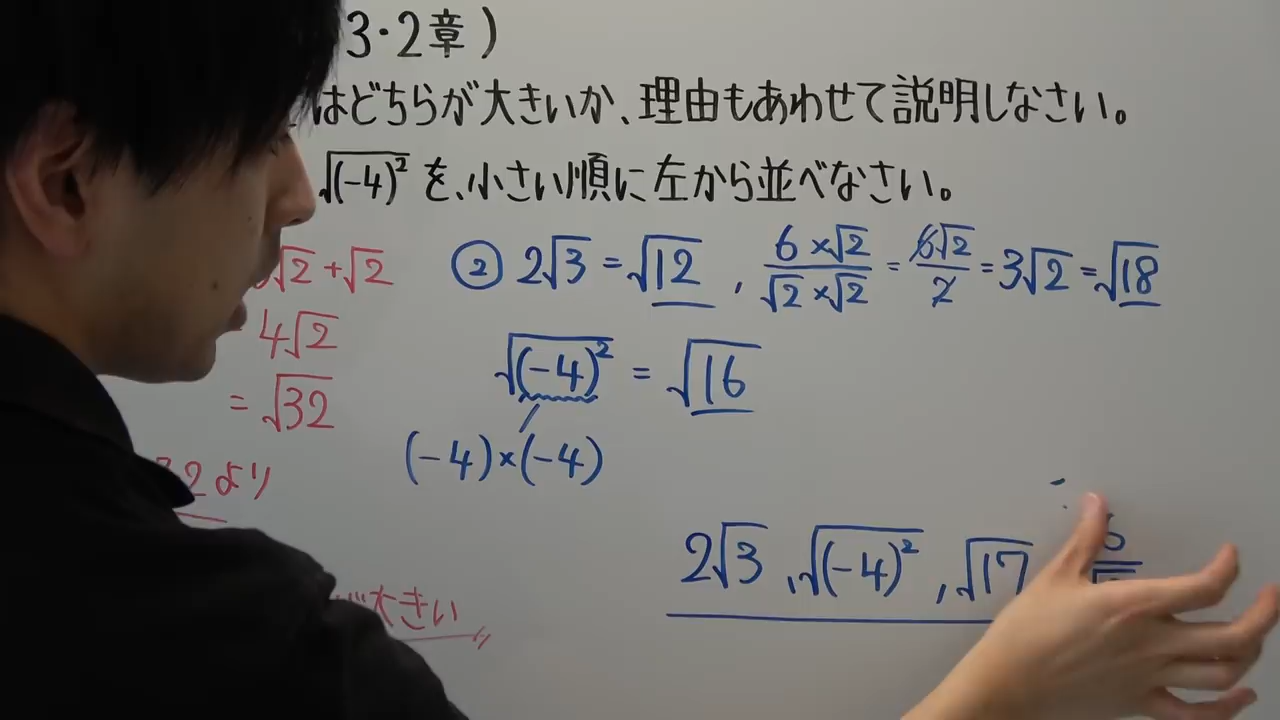 3・2章）
はどちらが大きいか、理由もあわせて説明しなさい。
√(-4)² を、小さい順に左から並べなさい。
√2 + √2
4√2
= √32
② 2√3 = √12 , 6×√2/√2×√2 = 6√2/2 = 3√2 = √18
√(-4)² = √16
(-4)×(-4)
2より
が大きい
2√3 , √(-4)² , √17